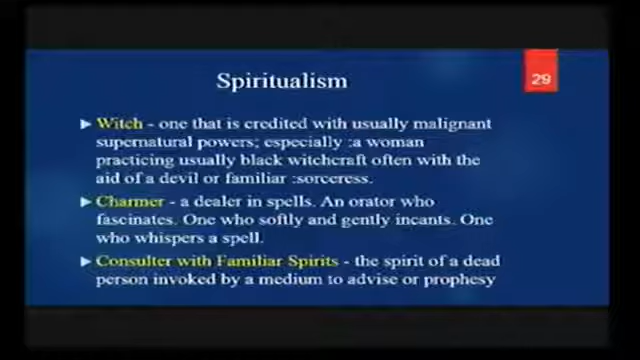 29
Spiritualism
Witch - one that is credited with usually malignant
supernatural powers; especially :a woman
practicing usually black witchcraft often with the
aid of a devil or familiar :sorceress.
Charmer - a dealer in spells. An orator who
fascinates. One who softly and gently incants. One
who whispers a spell.
Consulter with Familiar Spirits - the spirit of a dead
person invoked by a medium to advise or prophesy